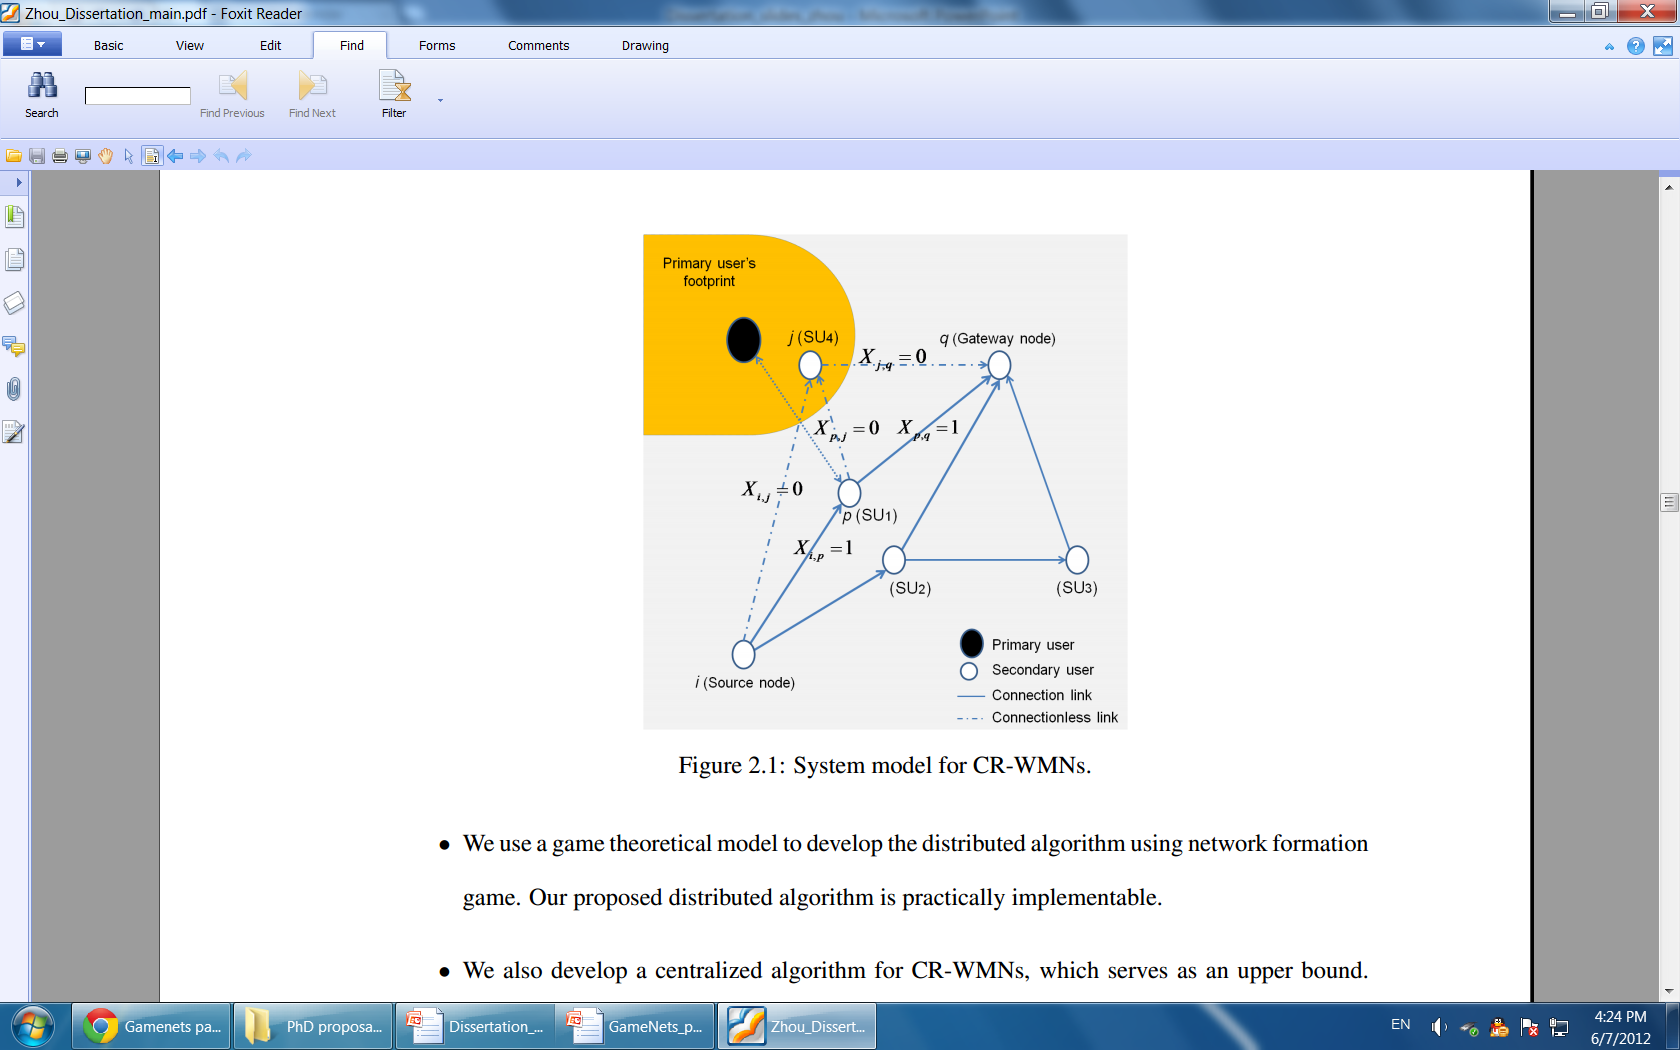 Zhou_Dissertation_main.pdf - Foxit Reader
Basic View Edit Find Forms Comments Drawing
Search Find Previous Find Next Filter
Primary user's
footprint
j (SU4)
q (Gateway node)
X j,q = 0
X p,j = 0 X p,q = 1
X i,j = 0
p (SU1)
X i,p = 1
(SU2) (SU3)
i (Source node)
Primary user
Secondary user
Connection link
Connectionless link
Figure 2.1: System model for CR-WMNs.
• We use a game theoretical model to develop the distributed algorithm using network formation
game. Our proposed distributed algorithm is practically implementable.
• We also develop a centralized algorithm for CR-WMNs, which serves as an upper bound.
Gamenets pa... PhD proposa... Dissertation_... GameNets_p... Zhou_Dissert... EN 4:24 PM
6/7/2012